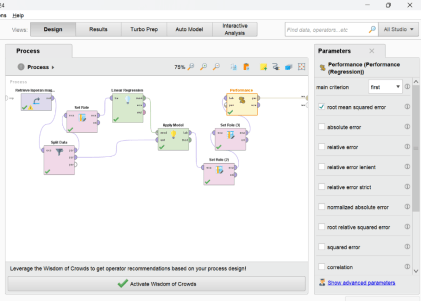 24
ons Help
Views: Design Results Turbo Prep Auto Model Interactive Analysis Find data, operators...etc All Studio
Process
Parameters
Process
75%
Performance (Performance (Regression))
Process
main criterion first
Linear Regression
Performance
Set Role
root mean squared error
absolute error
Apply Model
Set Role (3)
relative error
Split Data
relative error lenient
Set Role (2)
relative error strict
normalized absolute error
root relative squared error
squared error
correlation
Leverage the Wisdom of Crowds to get operator recommendations based on your process design!
Activate Wisdom of Crowds
Show advanced parameters